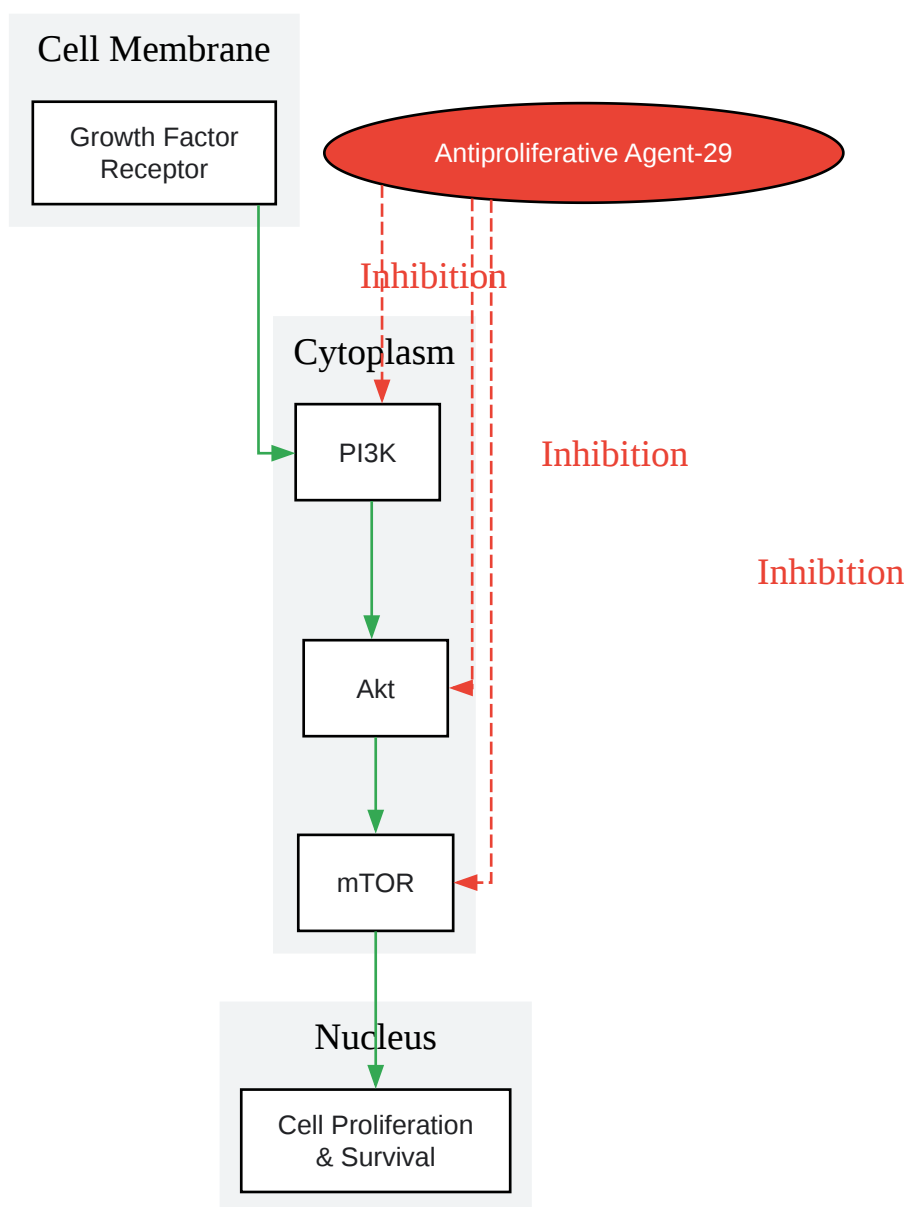 Cell Membrane
Growth Factor
Receptor
Antiproliferative Agent-29
Inhibition
Cytoplasm
PI3K
Inhibition
Inhibition
Akt
mTOR
Nucleus
Cell Proliferation
& Survival